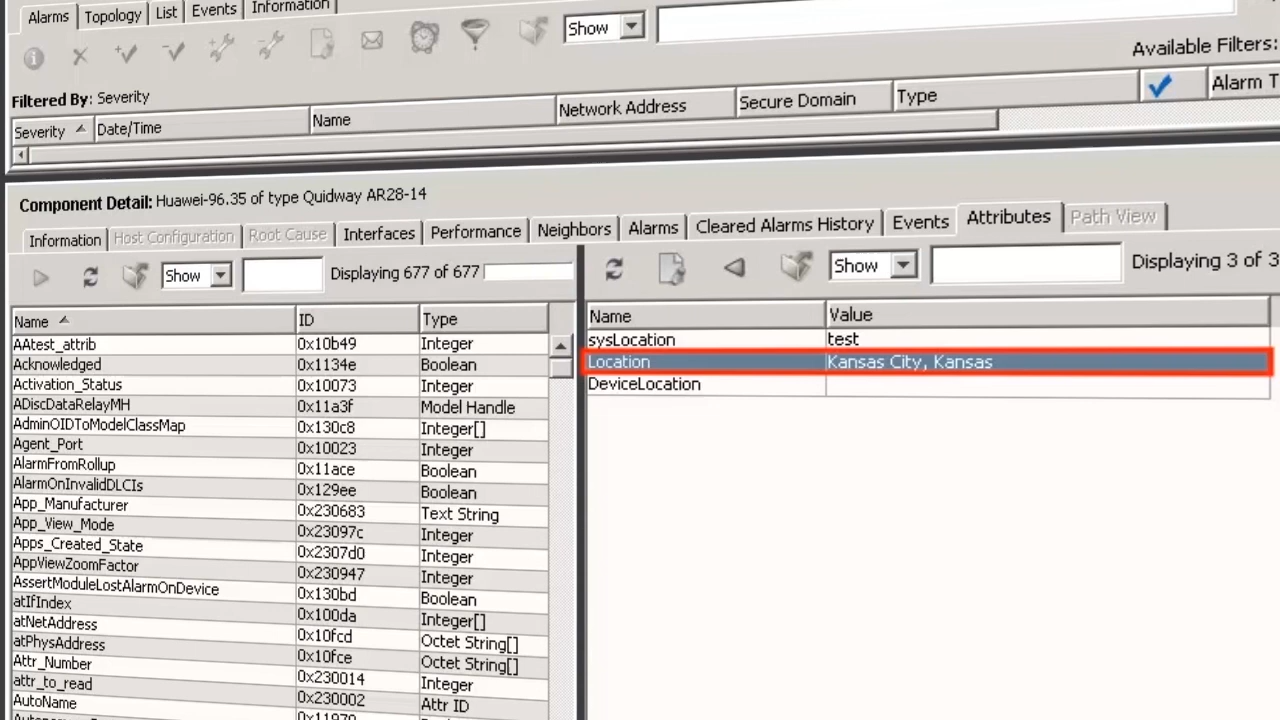 Alarms Topology List Events Information
Show
Available Filters:
Filtered By: Severity
Severity Date/Time Name Network Address Secure Domain Type Alarm T
Component Detail: Huawei-96.35 of type Quidway AR28-14
Information Host Configuration Root Cause Interfaces Performance Neighbors Alarms Cleared Alarms History Events Attributes Path View
Show Displaying 677 of 677
Show Displaying 3 of 3
Name ID Type
AAtest_attrib 0x10b49 Integer
Acknowledged 0x1134e Boolean
Activation_Status 0x10073 Integer
ADiscDataRelayMH 0x11a3f Model Handle
AdminOIDToModelClassMap 0x130c8 Integer[]
Agent_Port 0x10023 Integer
AlarmFromRollup 0x11ace Boolean
AlarmOnInvalidDLCIs 0x129ee Boolean
App_Manufacturer 0x230683 Text String
App_View_Mode 0x23097c Integer
Apps_Created_State 0x2307d0 Integer
AppViewZoomFactor 0x230947 Integer
AssertModuleLostAlarmOnDevice 0x130bd Boolean
atIfIndex 0x100da Integer[]
atNetAddress 0x10fcd Octet String[]
atPhysAddress 0x10fce Octet String[]
Attr_Number 0x230014 Integer
attr_to_read 0x230002 Attr ID
AutoName
Name Value
sysLocation test
Location Kansas City, Kansas
DeviceLocation